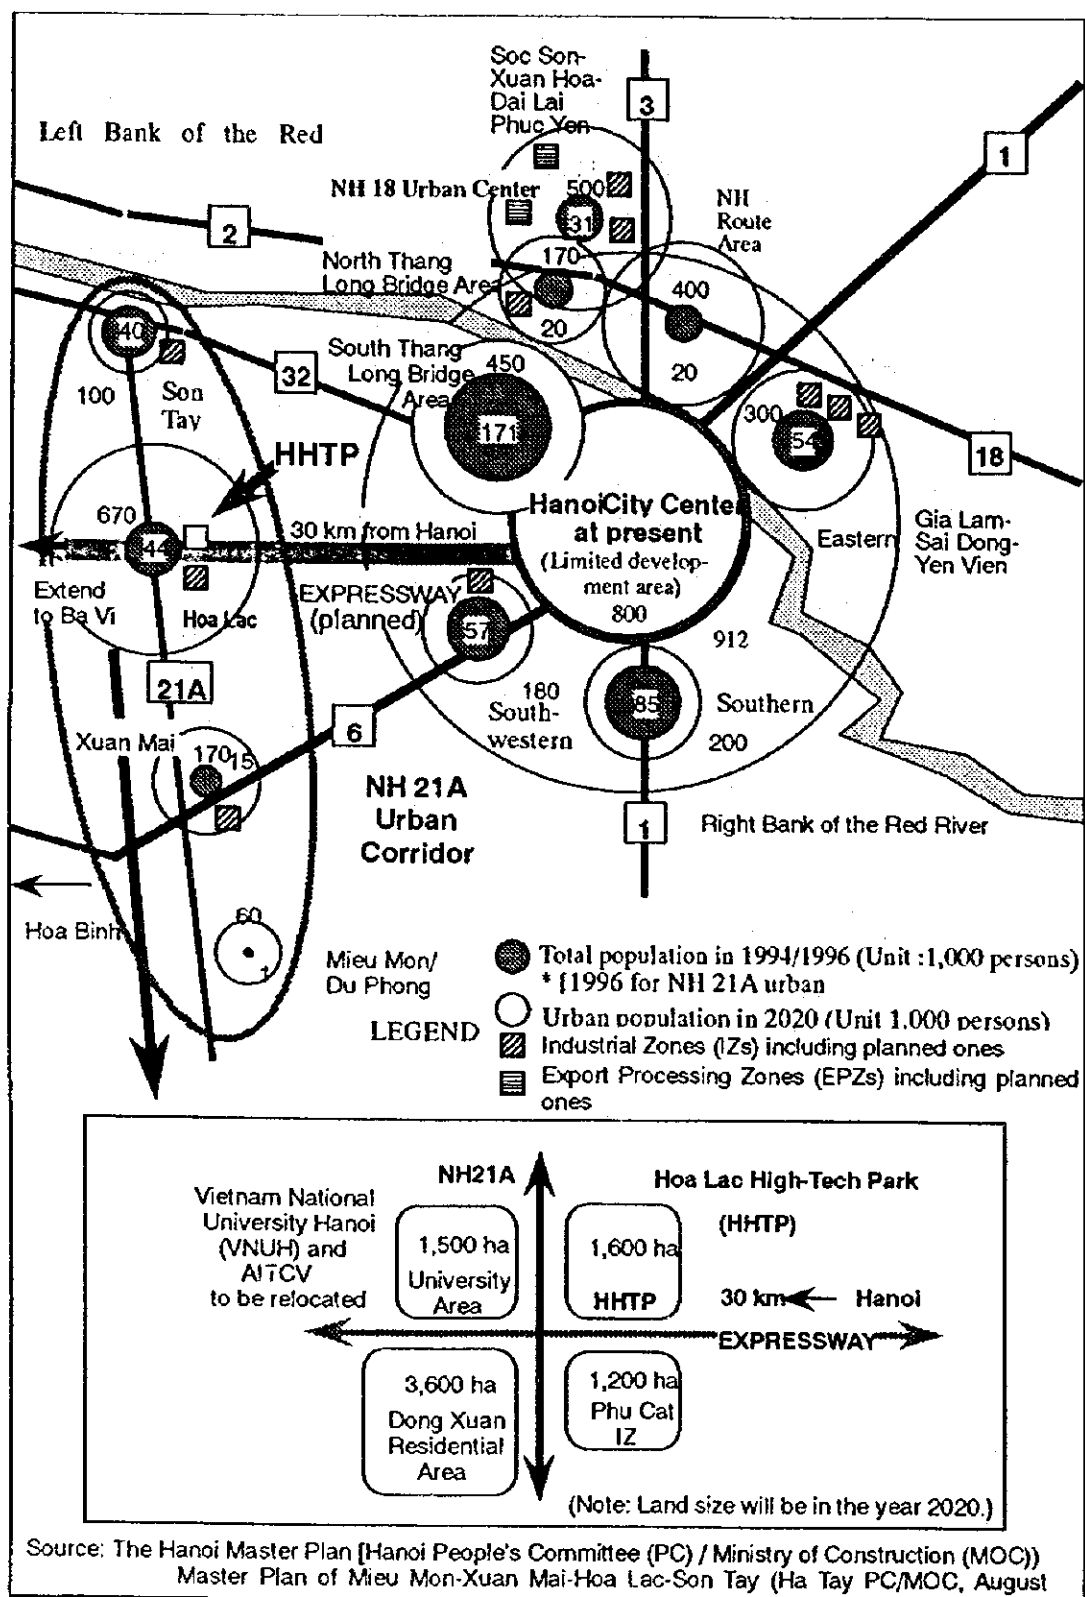 Soc Son-
Xuan Hoa-
Dai Lai
Phuc Yen
3
1
Left Bank of the Red
NH 18 Urban Center
500
31
NH
Route
Area
2
North Thang
Long Bridge Area
170
20
400
20
40
100
Son
Tay
32
South Thang
Long Bridge
Area
450
171
300
54
18
HHTP
670
44
30 km from Hanoi
HanoiCity Center
at present
(Limited develop-
ment area)
800
Eastern
Gia Lam-
Sai Dong-
Yen Vien
Extend
to Ba Vi
Hoa Lac
EXPRESSWAY
(planned)
57
912
21A
180
South-
western
85
Southern
200
6
Xuan Mai
170
15
NH 21A
Urban
Corridor
1
Right Bank of the Red River
Hoa Binh
60
1
Mieu Mon/
Du Phong
LEGEND
Total population in 1994/1996 (Unit :1,000 persons)
* [1996 for NH 21A urban
Urban population in 2020 (Unit 1.000 persons)
Industrial Zones (IZs) including planned ones
Export Processing Zones (EPZs) including planned
ones
NH21A
Hoa Lac High-Tech Park
(HHTP)
Vietnam National
University Hanoi
(VNUH) and
AITCV
to be relocated
1,500 ha
University
Area
1,600 ha
HHTP
30 km
Hanoi
EXPRESSWAY
3,600 ha
Dong Xuan
Residential
Area
1,200 ha
Phu Cat
IZ
(Note: Land size will be in the year 2020.)
Source: The Hanoi Master Plan [Hanoi People's Committee (PC) / Ministry of Construction (MOC))
Master Plan of Mieu Mon-Xuan Mai-Hoa Lac-Son Tay (Ha Tay PC/MOC, August